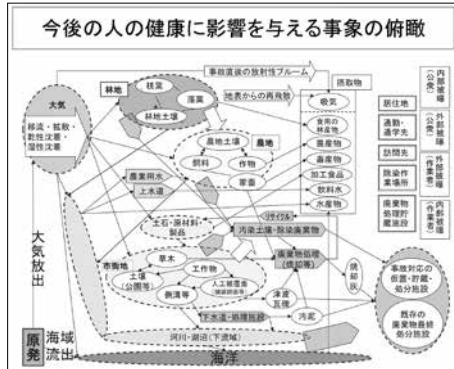 今後の人の健康に影響を与える事象の俯瞰
事故直後の放射性プルーム
地表からの再飛散
摂取物
吸気
食用の
林産物
農産物
畜産物
加工食品
飲料水
水産物
居住地
通勤・
通学先
訪問先
除染作
業場所
廃棄物
処理貯
蔵施設
内部被曝
(公衆)
外部被曝
(公衆)
外部被曝
(作業者)
内部被曝
(作業者)
大気
移流・拡散・
乾性沈着・
湿性沈着
林地
枝葉
落葉
林地土壌
農地土壌
農地
飼料
作物
家畜
農業用水
上水道
土石・原材料
製品
リサイクル
汚染土壌・除染廃棄物
廃棄物処理
(焼却等)
市街地
草木
土壌
(公園等)
工作物
側溝等
人工被覆面
津波
瓦礫
焼却灰
下水道・処理施設
汚泥
事故対応の
仮置・貯蔵・
処分施設
既存の
廃棄物最終
処分施設
大気放出
原発
海域
流出
河川・湖沼(下流域)
海洋